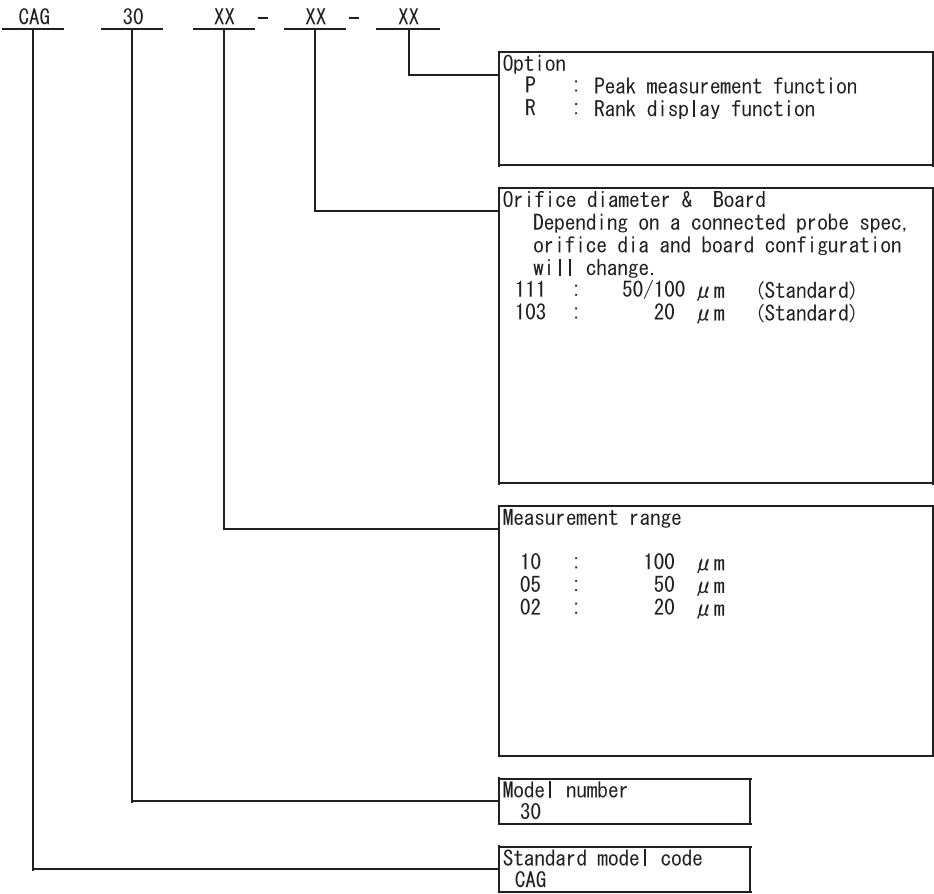 CAG 30 XX - XX - XX
Option
P : Peak measurement function
R : Rank display function
Orifice diameter & Board
Depending on a connected probe spec,
orifice dia and board configuration
will change.
111 : 50/100 μm (Standard)
103 : 20 μm (Standard)
Measurement range
10 : 100 μm
05 : 50 μm
02 : 20 μm
Model number
30
Standard model code
CAG